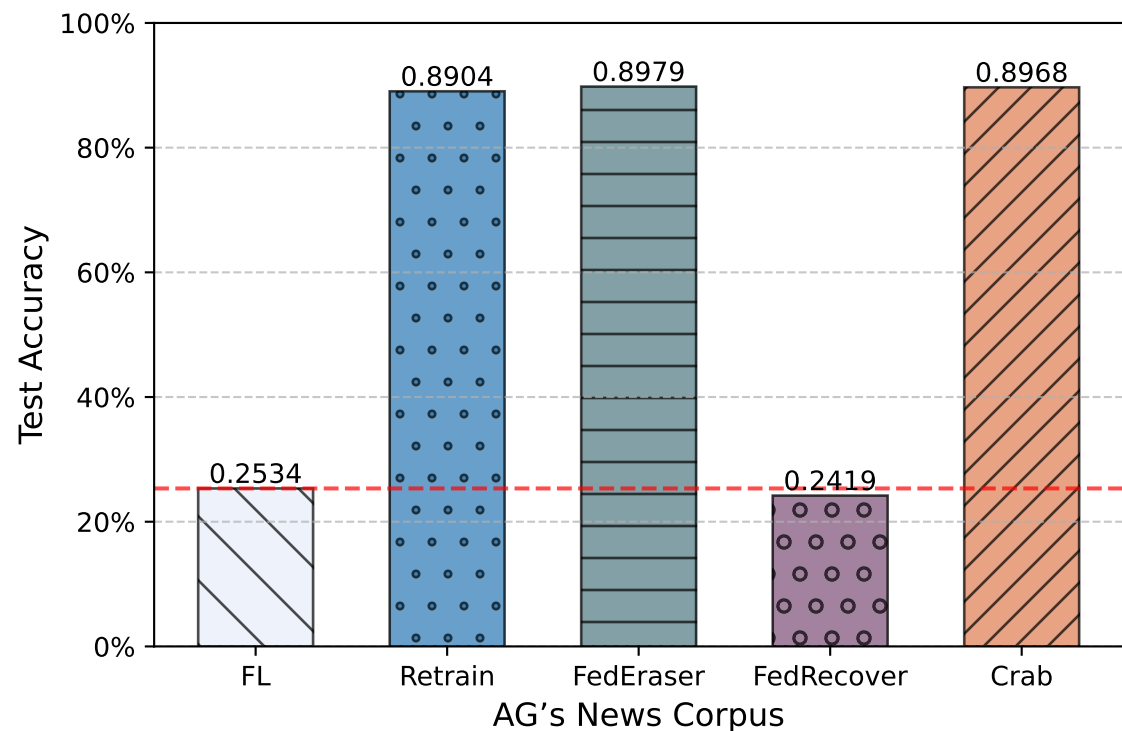 100%
80%
60%
40%
20%
0%
Test Accuracy
0.2534
0.8904
0.8979
0.2419
0.8968
FL
Retrain
FedEraser
FedRecover
Crab
AG’s News Corpus